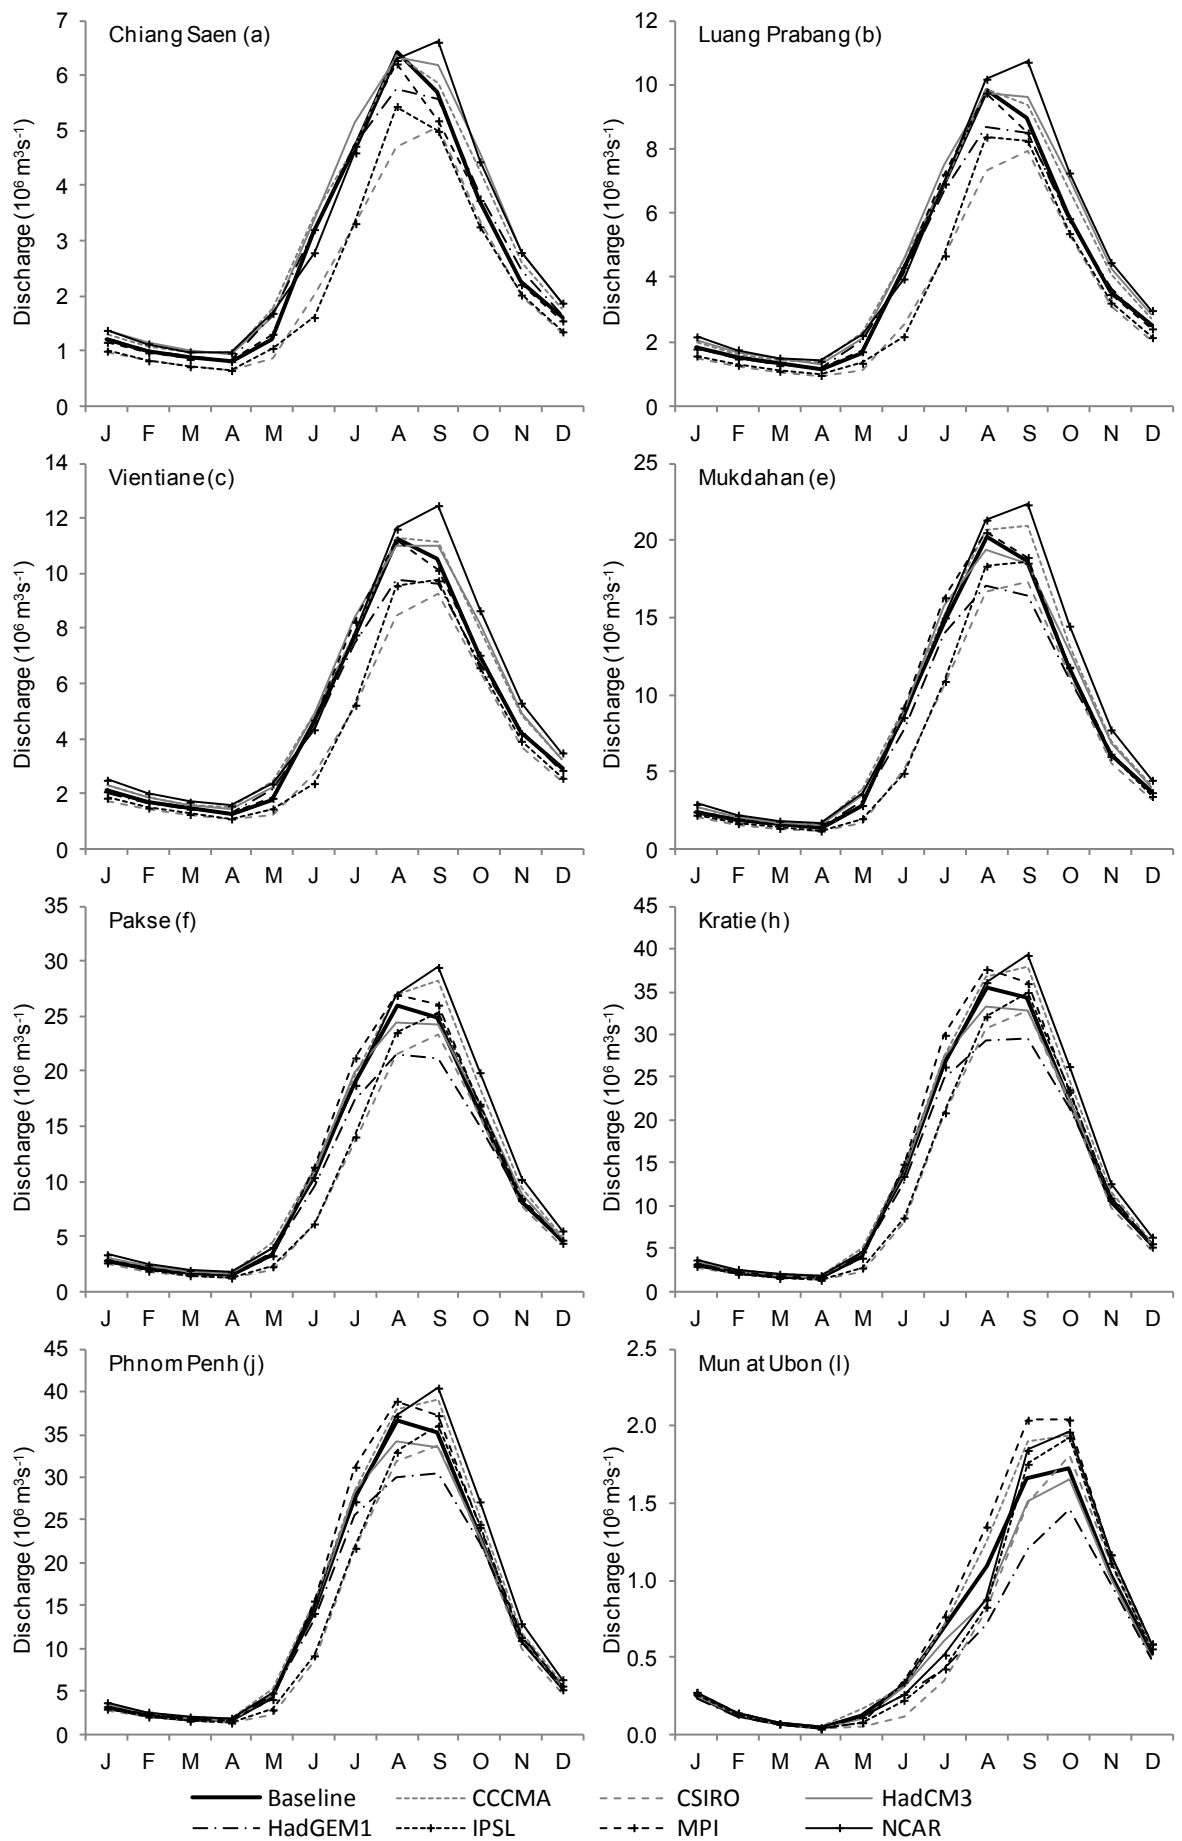 Chiang Saen (a)
Discharge (10⁶ m³s⁻¹)
7
6
5
4
3
2
1
0
J F M A M J J A S O N D
Luang Prabang (b)
Discharge (10⁶ m³s⁻¹)
12
10
8
6
4
2
0
J F M A M J J A S O N D
Vientiane (c)
Discharge (10⁶ m³s⁻¹)
14
12
10
8
6
4
2
0
J F M A M J J A S O N D
Mukdahan (e)
Discharge (10⁶ m³s⁻¹)
25
20
15
10
5
0
J F M A M J J A S O N D
Pakse (f)
Discharge (10⁶ m³s⁻¹)
35
30
25
20
15
10
5
0
J F M A M J J A S O N D
Kratie (h)
Discharge (10⁶ m³s⁻¹)
45
40
35
30
25
20
15
10
5
0
J F M A M J J A S O N D
Phnom Penh (j)
Discharge (10⁶ m³s⁻¹)
45
40
35
30
25
20
15
10
5
0
J F M A M J J A S O N D
Mun at Ubon (l)
Discharge (10⁶ m³s⁻¹)
2.5
2.0
1.5
1.0
0.5
0.0
J F M A M J J A S O N D
Baseline CCCMA CSIRO HadCM3
HadGEM1 IPSL MPI NCAR